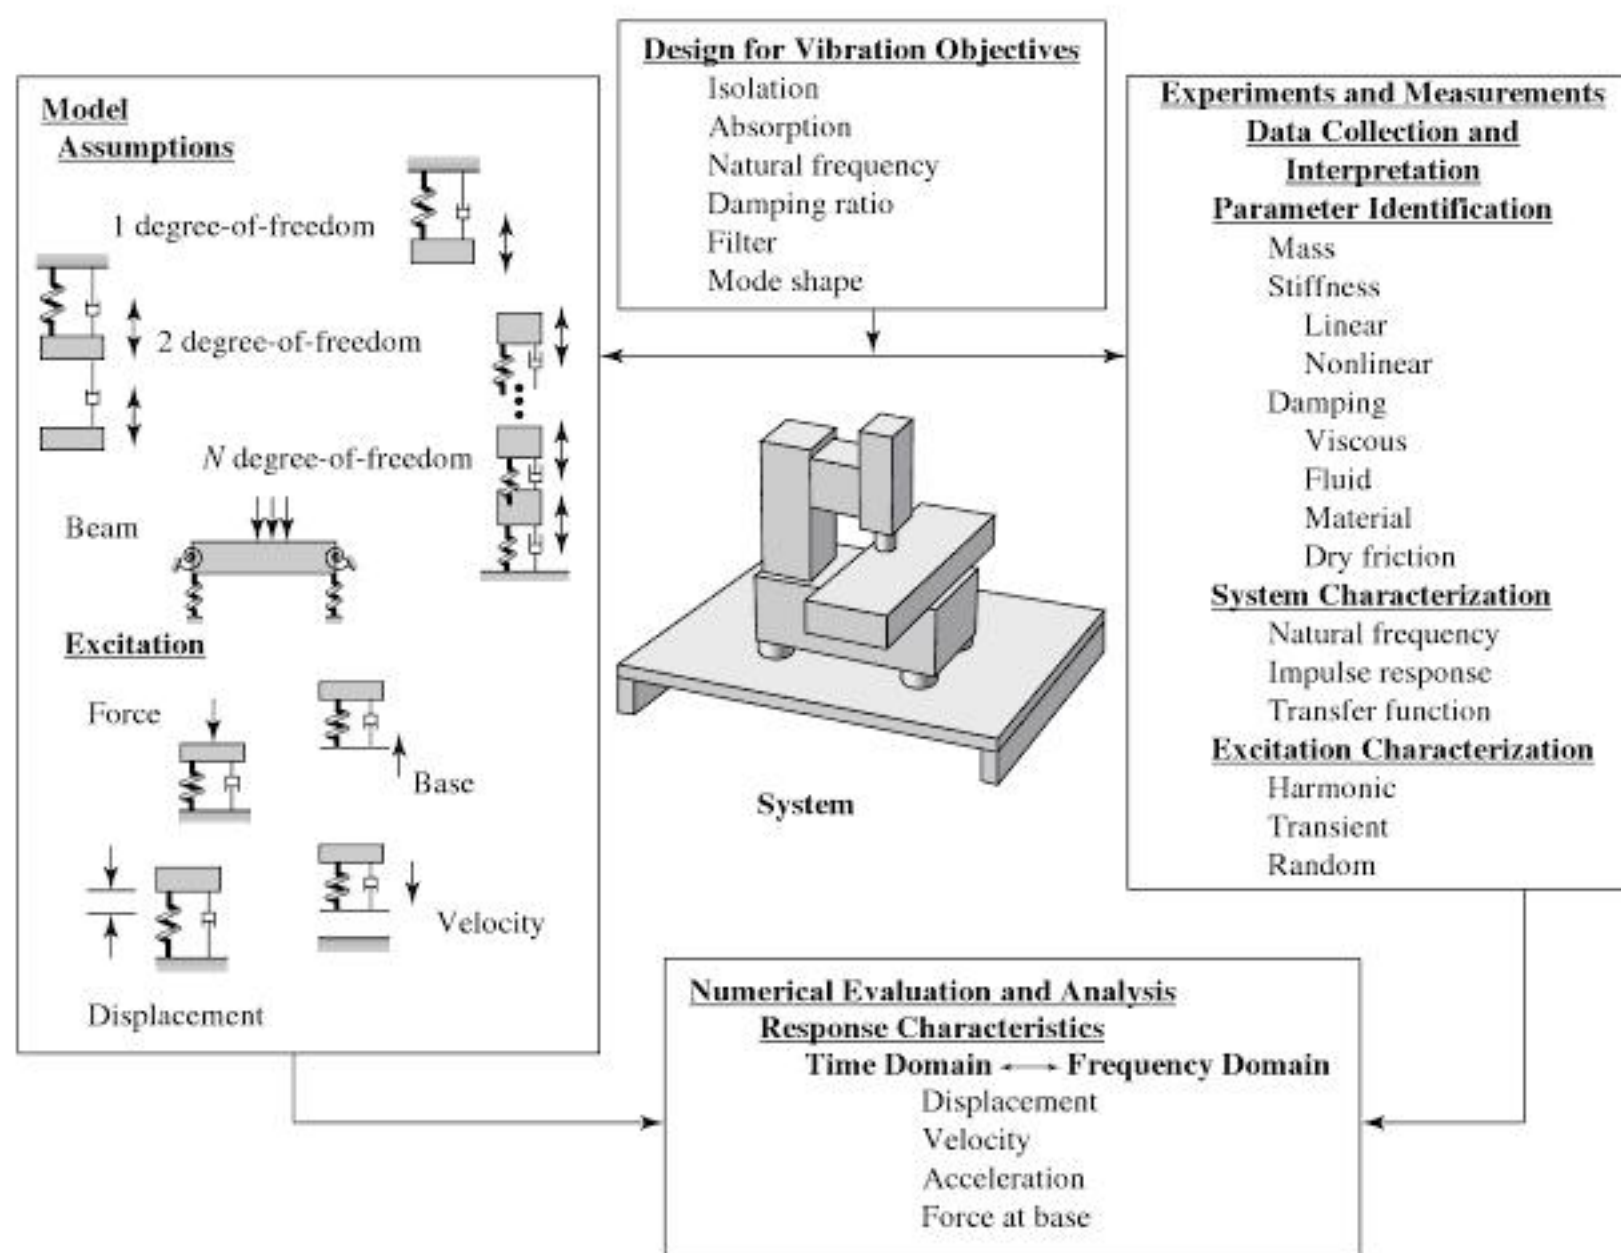 Design for Vibration Objectives
Isolation
Absorption
Natural frequency
Damping ratio
Filter
Mode shape
Model
Assumptions
1 degree-of-freedom
2 degree-of-freedom
N degree-of-freedom
Beam
Excitation
Force
Base
Velocity
Displacement
System
Experiments and Measurements
Data Collection and
Interpretation
Parameter Identification
Mass
Stiffness
Linear
Nonlinear
Damping
Viscous
Fluid
Material
Dry friction
System Characterization
Natural frequency
Impulse response
Transfer function
Excitation Characterization
Harmonic
Transient
Random
Numerical Evaluation and Analysis
Response Characteristics
Time Domain ↔ Frequency Domain
Displacement
Velocity
Acceleration
Force at base